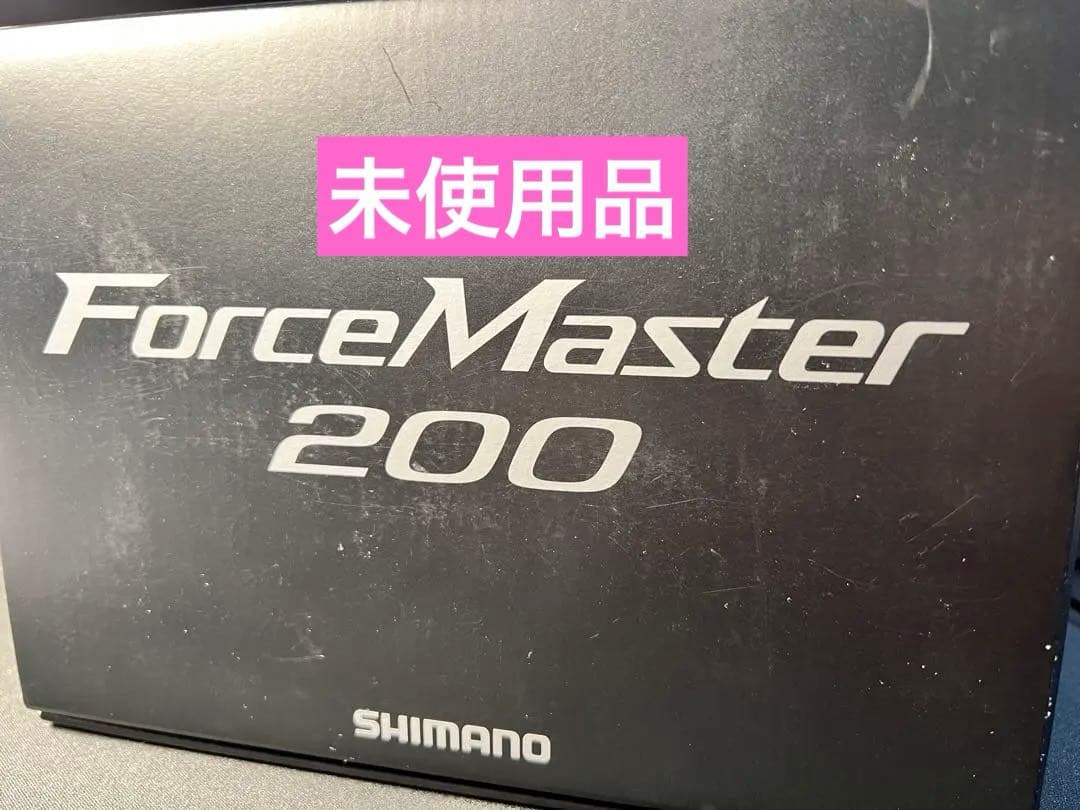 未使用品
ForceMaster
200
SHIMANO